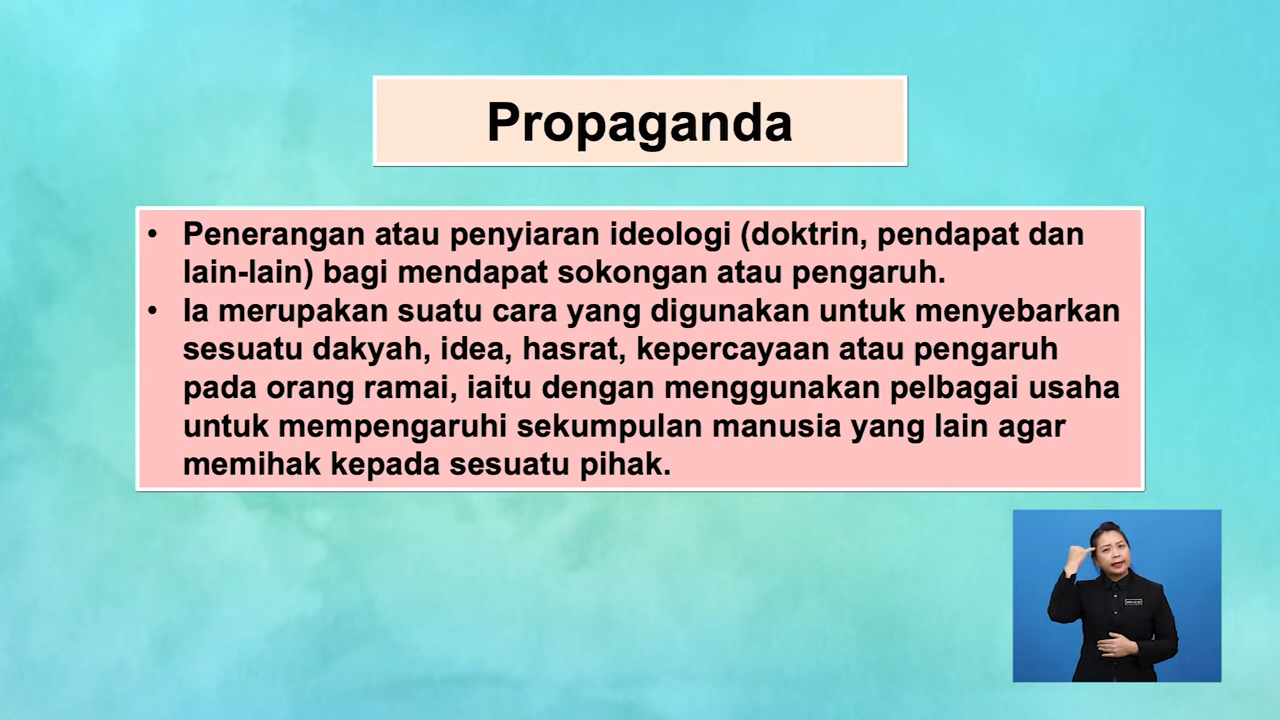 Propaganda
• Penerangan atau penyiaran ideologi (doktrin, pendapat dan
lain-lain) bagi mendapat sokongan atau pengaruh.
• Ia merupakan suatu cara yang digunakan untuk menyebarkan
sesuatu dakyah, idea, hasrat, kepercayaan atau pengaruh
pada orang ramai, iaitu dengan menggunakan pelbagai usaha
untuk mempengaruhi sekumpulan manusia yang lain agar
memihak kepada sesuatu pihak.